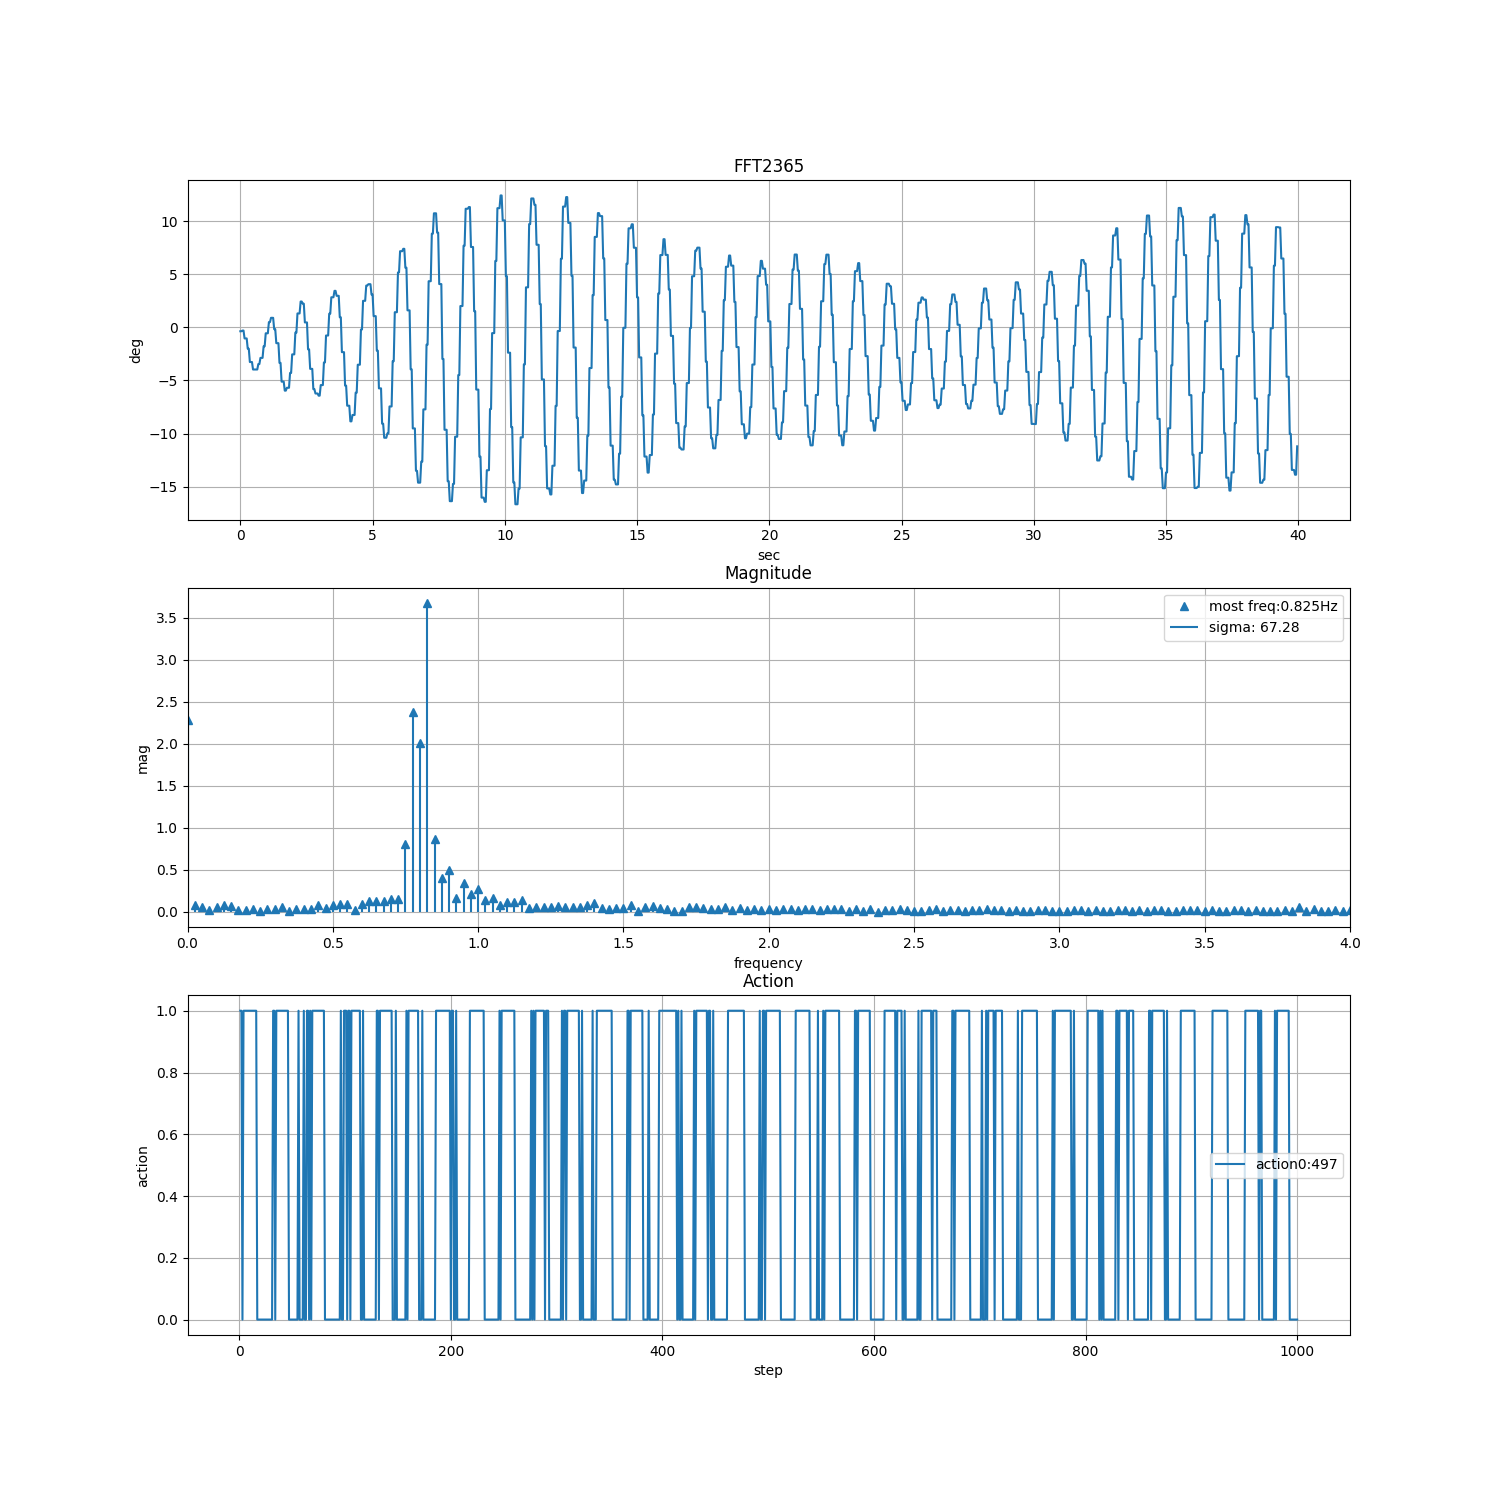 FFT2365
10
5
0
−5
−10
−15
deg
0 5 10 15 20 25 30 35 40
sec
Magnitude
most freq:0.825Hz
sigma: 67.28
3.5
3.0
2.5
2.0
1.5
1.0
0.5
0.0
mag
0.0 0.5 1.0 1.5 2.0 2.5 3.0 3.5 4.0
frequency
Action
1.0
0.8
0.6
0.4
0.2
0.0
action
action0:497
0 200 400 600 800 1000
step